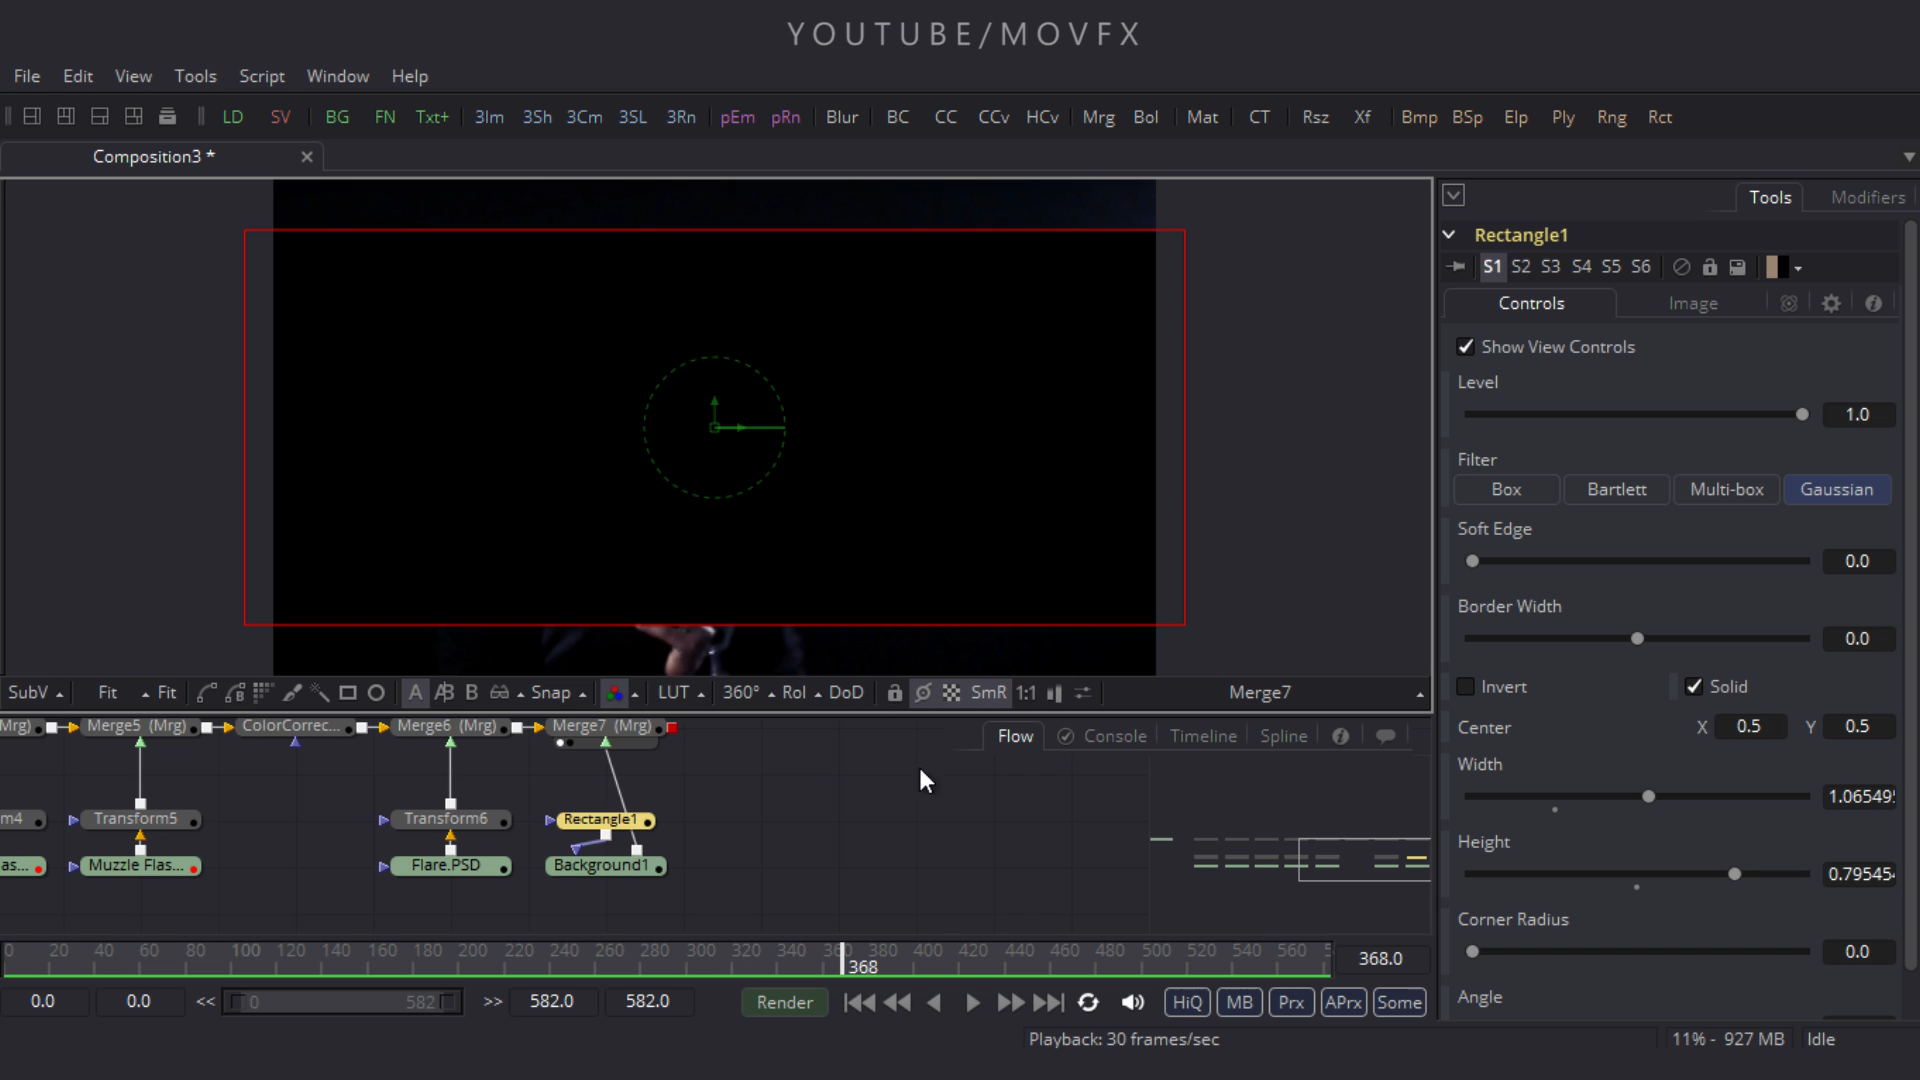 YOUTUBE/MOVFX
File Edit View Tools Script Window Help
LD SV BG FN Txt+ 3Im 3Sh 3Cm 3SL 3Rn pEm pRn Blur BC CC CCv HCv Mrg Bol Mat CT Rsz Xf Bmp BSp Elp Ply Rng Rct
Composition3 *
Tools Modifiers
Rectangle1
S1 S2 S3 S4 S5 S6
Controls Image
Show View Controls
Level
1.0
Filter
Box Bartlett Multi-box Gaussian
Soft Edge
0.0
Border Width
0.0
Invert Solid
Center X 0.5 Y 0.5
Width
1.065495
Height
0.795454
Corner Radius
0.0
Angle
SubV Fit Fit A B Snap LUT 360° RoI DoD SmR 1:1 Merge7
Mrg) Merge5 (Mrg) ColorCorrec... Merge6 (Mrg) Merge7 (Mrg)
Flow Console Timeline Spline
m4 Transform5 Transform6 Rectangle1
as... Muzzle Flas... Flare.PSD Background1
0 20 40 60 80 100 120 140 160 180 200 220 240 260 280 300 320 340 360 380 400 420 440 460 480 500 520 540 560 5
368
368.0
0.0 0.0 << 0 582 >> 582.0 582.0 Render HiQ MB Prx APrx Some
Playback: 30 frames/sec
11% - 927 MB Idle